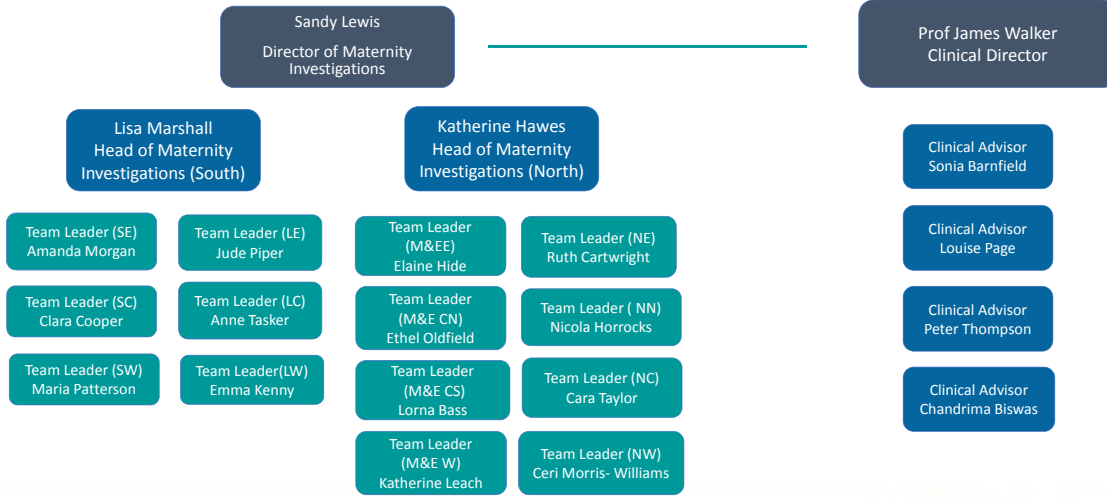 Sandy Lewis
Director of Maternity
Investigations
Prof James Walker
Clinical Director
Lisa Marshall
Head of Maternity
Investigations (South)
Katherine Hawes
Head of Maternity
Investigations (North)
Team Leader (SE)
Amanda Morgan
Team Leader (LE)
Jude Piper
Team Leader (SC)
Clara Cooper
Team Leader (LC)
Anne Tasker
Team Leader (SW)
Maria Patterson
Team Leader(LW)
Emma Kenny
Team Leader
(M&EE)
Elaine Hide
Team Leader (NE)
Ruth Cartwright
Team Leader
(M&E CN)
Ethel Oldfield
Team Leader ( NN)
Nicola Horrocks
Team Leader
(M&E CS)
Lorna Bass
Team Leader (NC)
Cara Taylor
Team Leader
(M&E W)
Katherine Leach
Team Leader (NW)
Ceri Morris- Williams
Clinical Advisor
Sonia Barnfield
Clinical Advisor
Louise Page
Clinical Advisor
Peter Thompson
Clinical Advisor
Chandrima Biswas